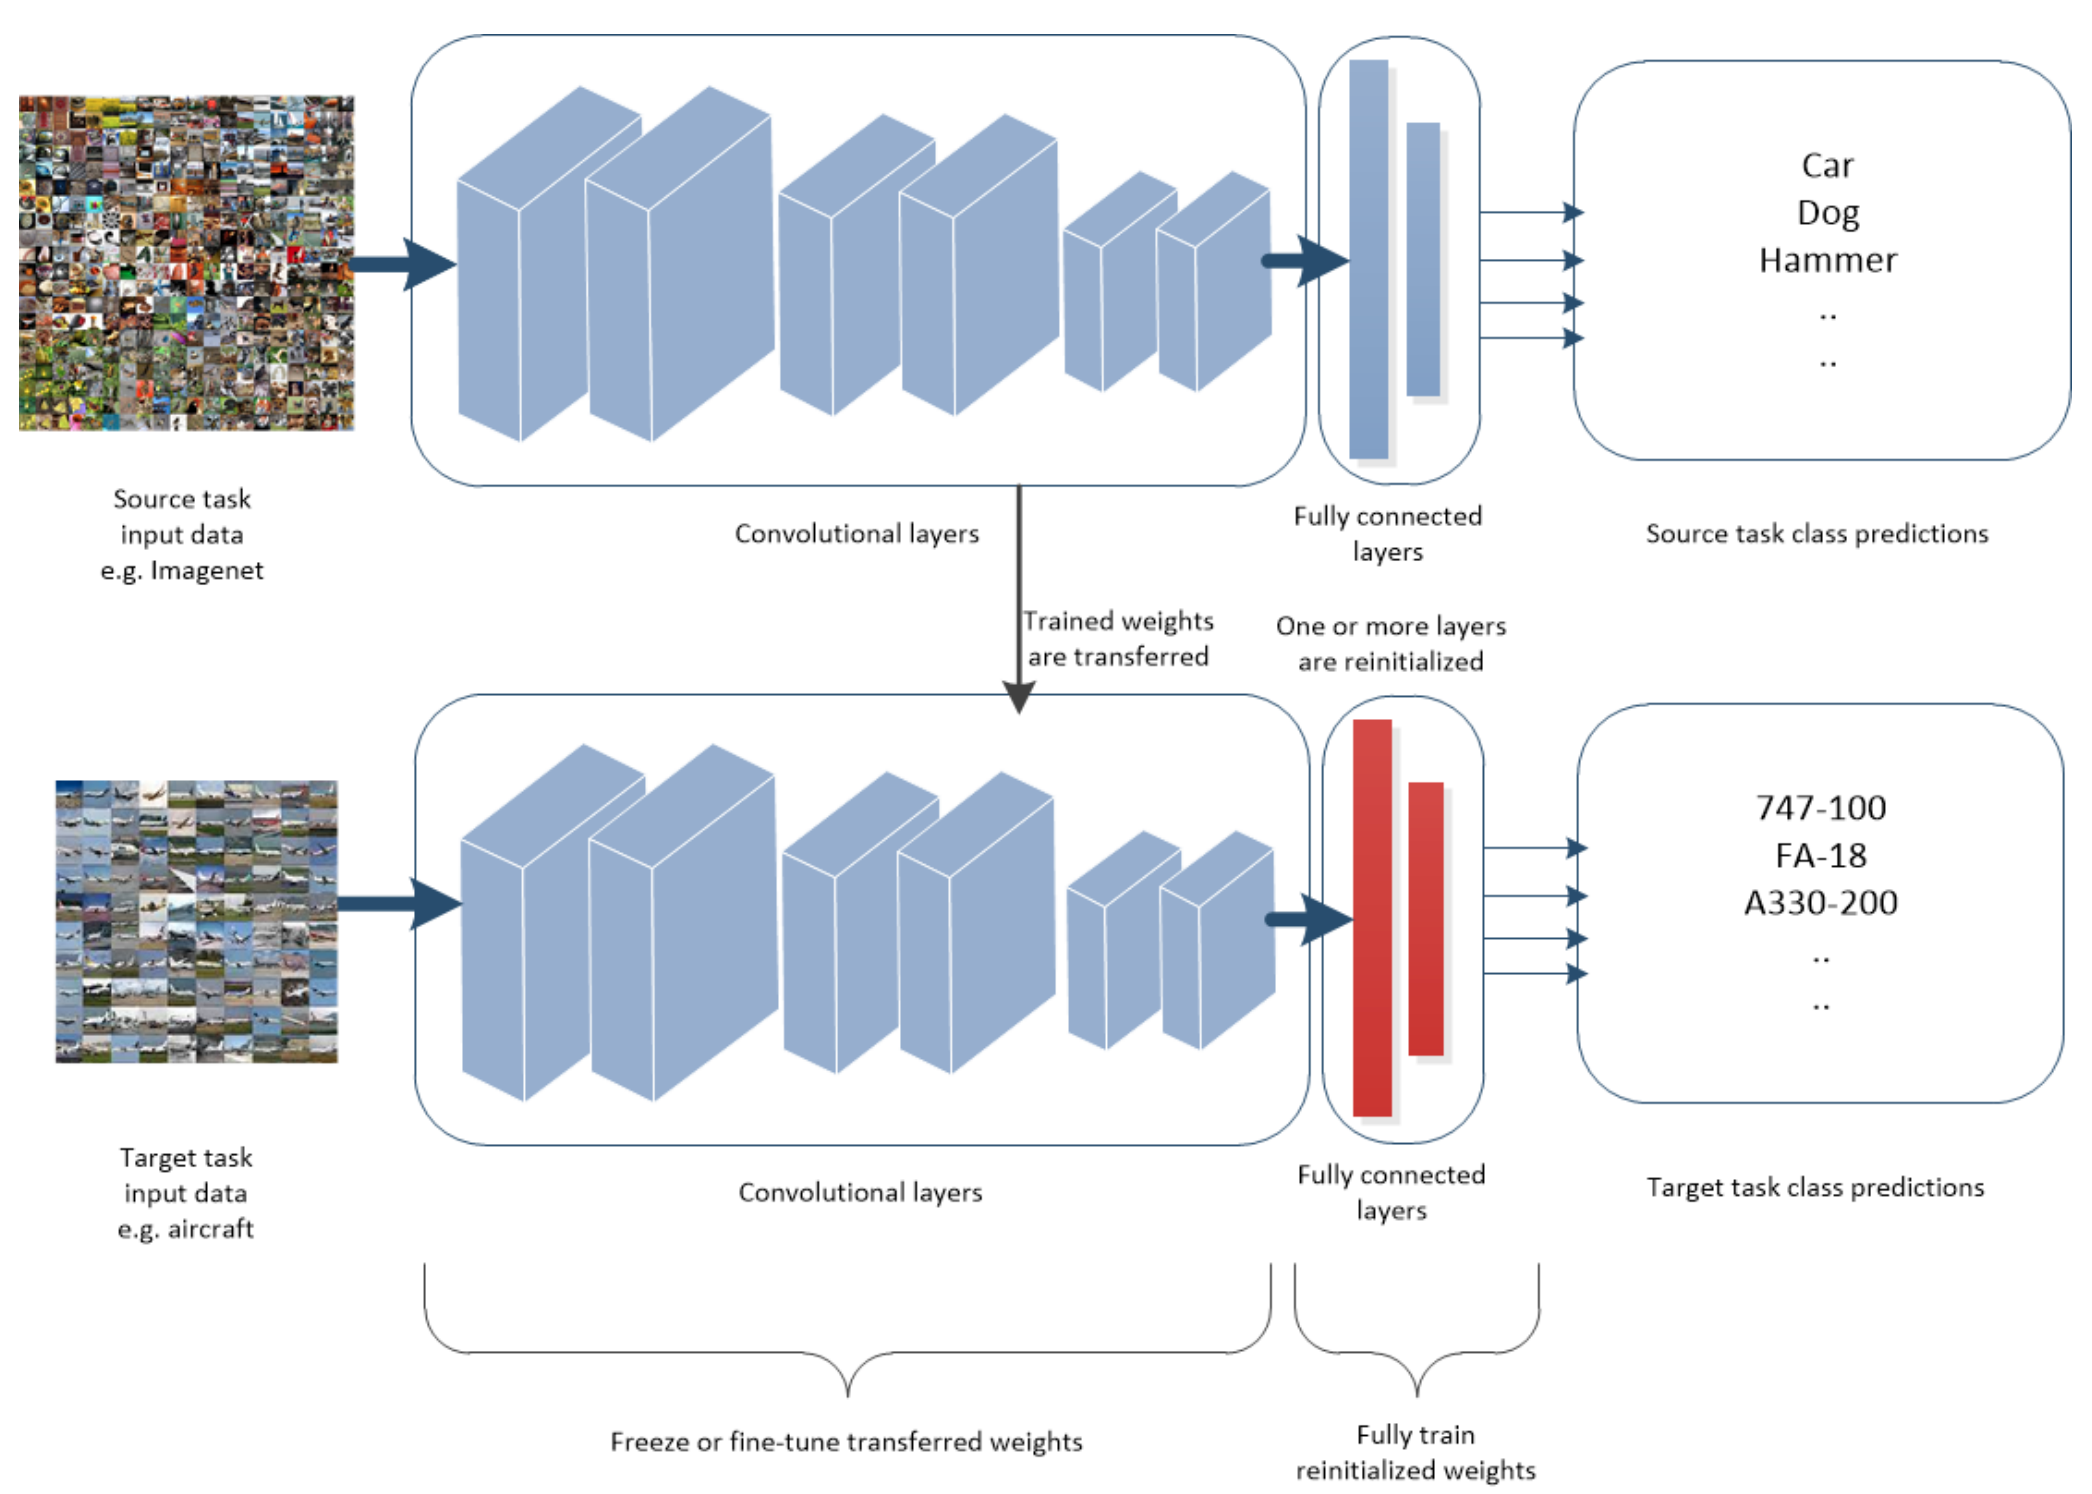 Car
Dog
Hammer
..
..
Source task
input data
e.g. Imagenet
Convolutional layers
Fully connected
layers
Source task class predictions
Trained weights
are transferred
One or more layers
are reinitialized
747-100
FA-18
A330-200
..
..
Target task
input data
e.g. aircraft
Convolutional layers
Fully connected
layers
Target task class predictions
Freeze or fine-tune transferred weights
Fully train
reinitialized weights